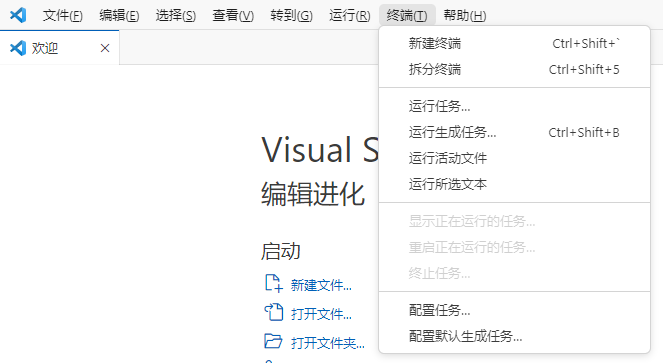 文件(F) 编辑(E) 选择(S) 查看(V) 转到(G) 运行(R) 终端(T) 帮助(H)
欢迎
新建终端 Ctrl+Shift+`
拆分终端 Ctrl+Shift+5
运行任务...
运行生成任务... Ctrl+Shift+B
运行活动文件
运行所选文本
显示正在运行的任务...
重启正在运行的任务...
终止任务...
配置任务...
配置默认生成任务...
Visual S
编辑进化
启动
新建文件...
打开文件...
打开文件夹...